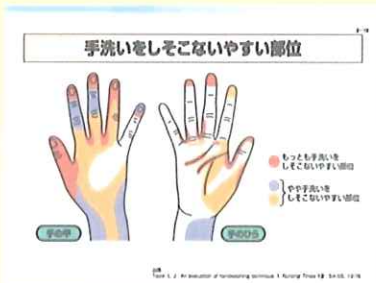 手洗いをしそこないやすい部位
もっとも手洗いを
しそこないやすい部位
やや手洗いを
しそこないやすい部位
手の甲
手のひら